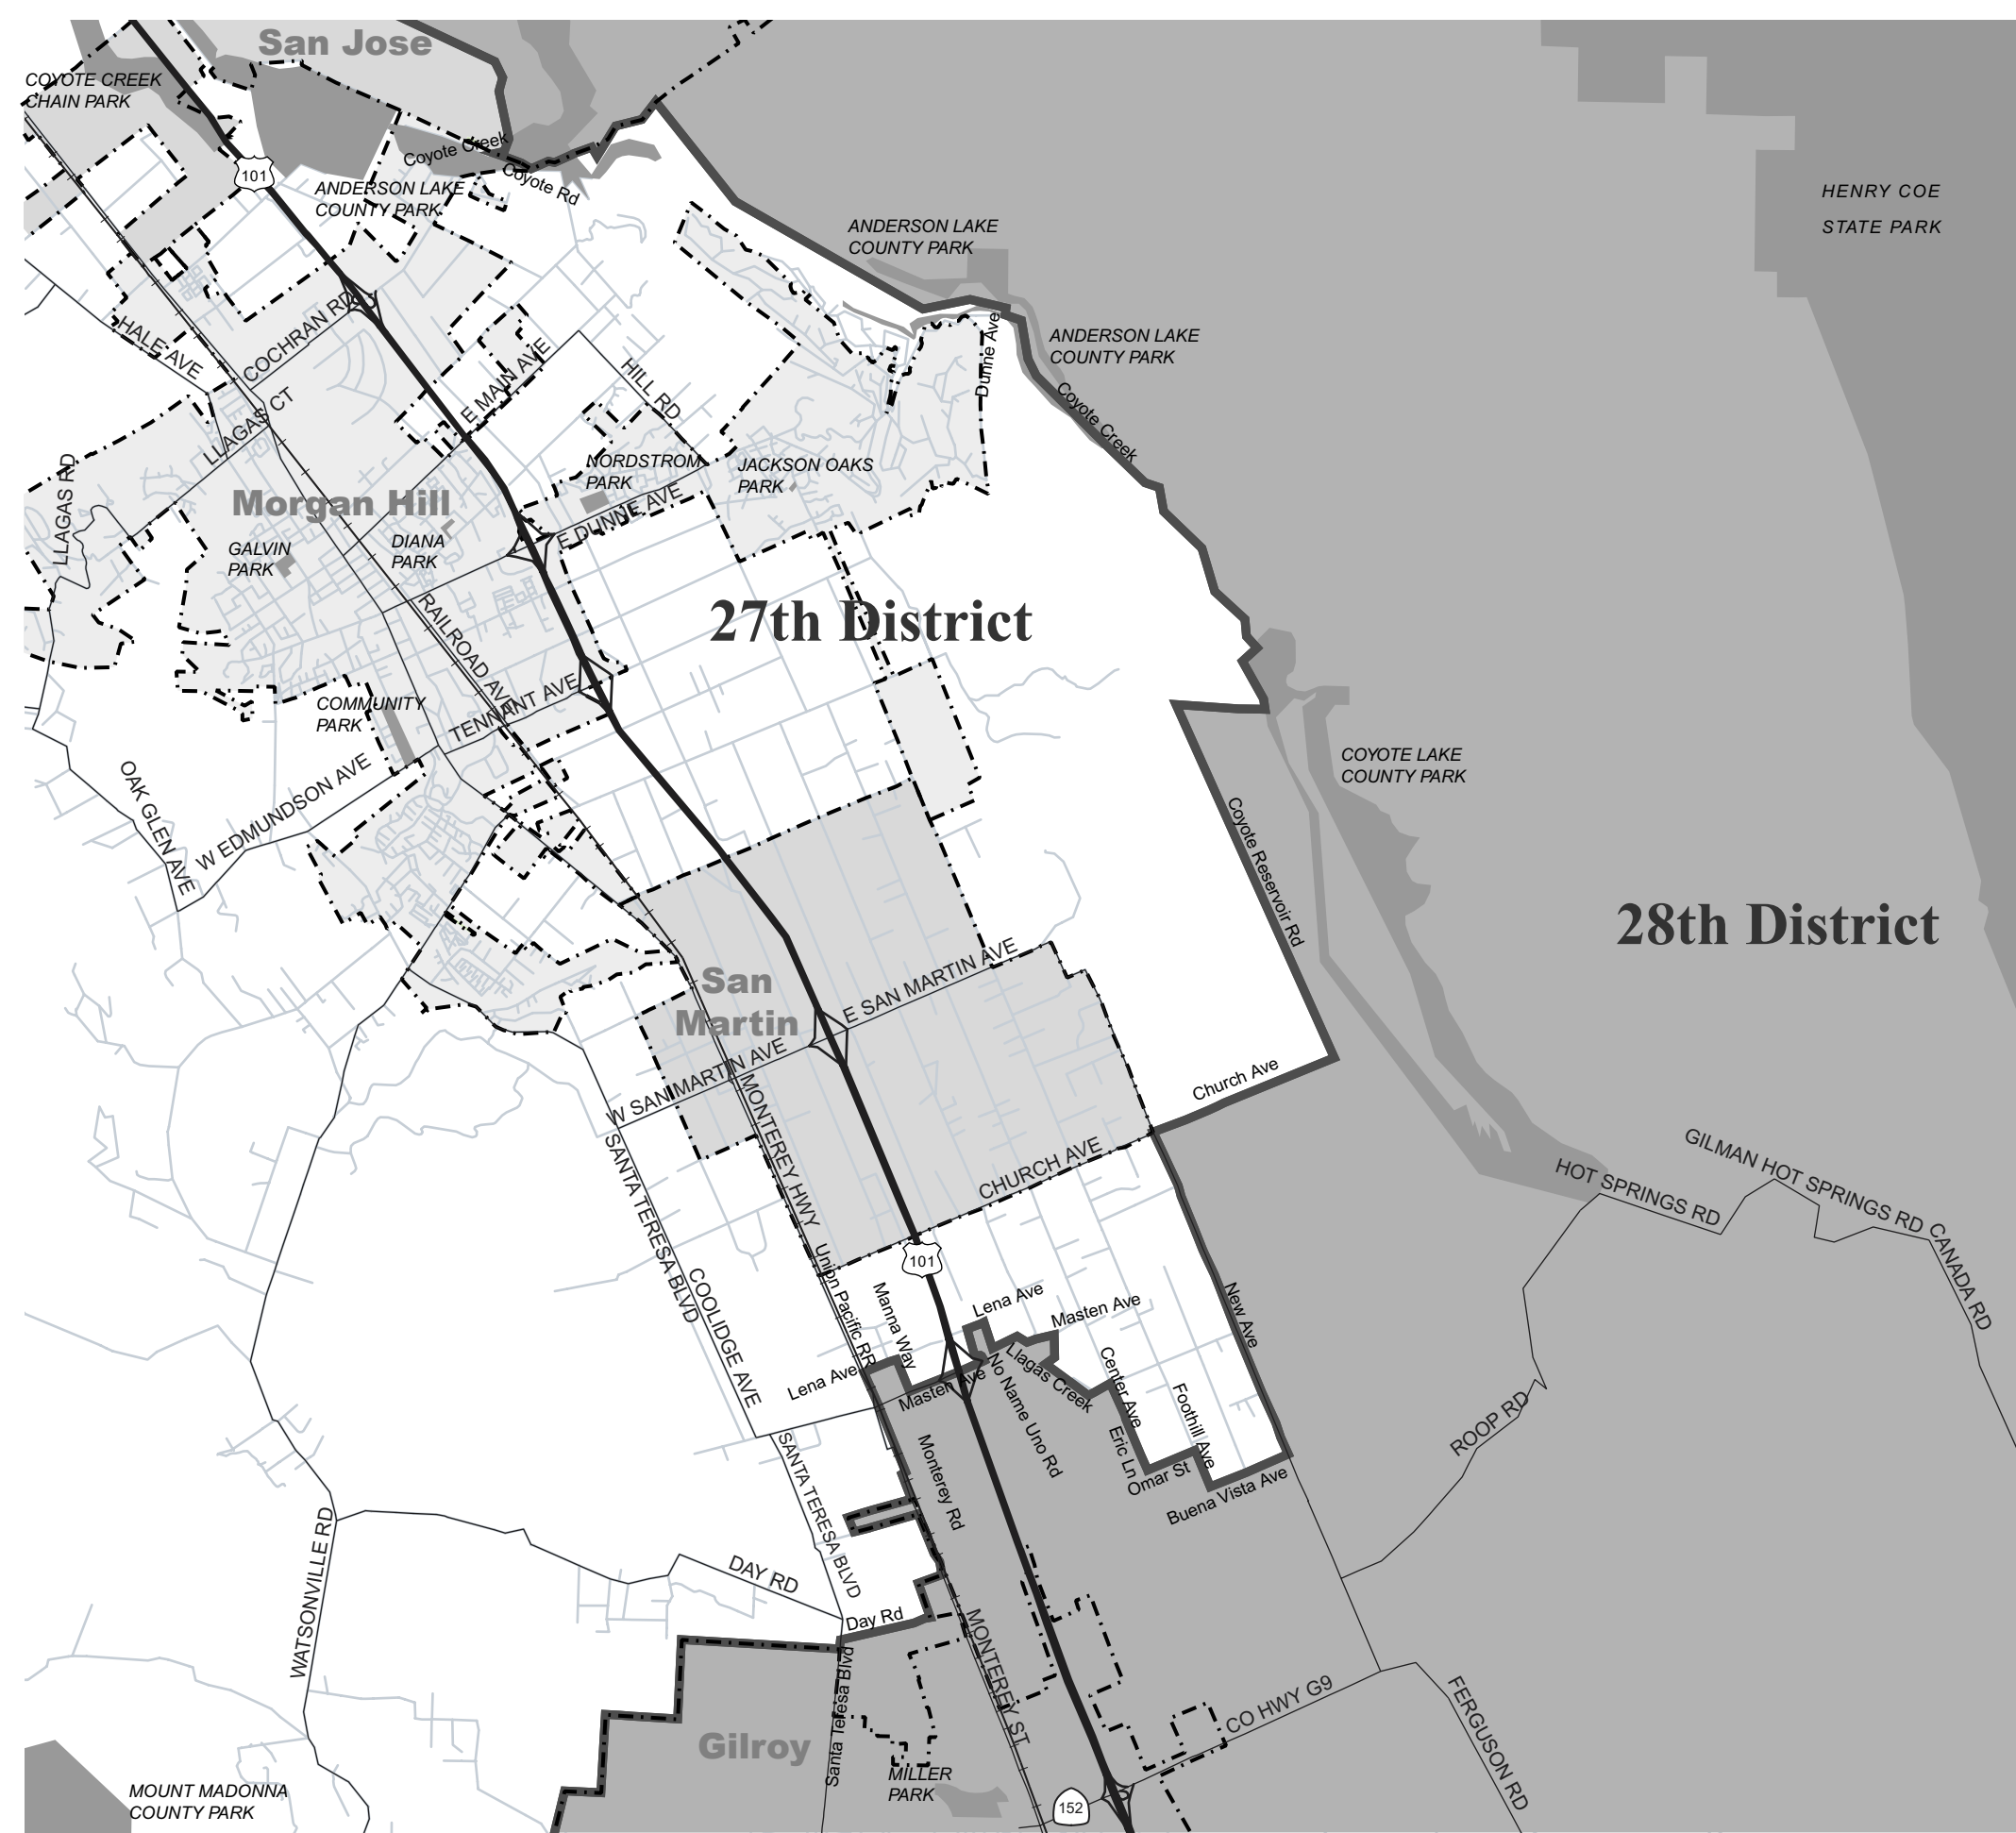 San Jose
COYOTE CREEK
CHAIN PARK
Coyote Creek
101
Coyote Rd
ANDERSON LAKE
COUNTY PARK
HENRY COE
STATE PARK
ANDERSON LAKE
COUNTY PARK
COCHRAN RD
HALE AVE
ANDERSON LAKE
COUNTY PARK
Dunne Ave
E MAIN AVE
HILL RD
Coyote Creek
LLAGAS CT
LLAGAS RD
NORDSTROM
PARK
JACKSON OAKS
PARK
Morgan Hill
E DUNNE AVE
GALVIN
PARK
DIANA
PARK
27th District
RAILROAD AVE
TENNANT AVE
COMMUNITY
PARK
COYOTE LAKE
COUNTY PARK
OAK GLEN AVE
W EDMUNDSON AVE
Coyote Reservoir Rd
28th District
San
Martin
E SAN MARTIN AVE
W SAN MARTIN AVE
Church Ave
MONTEREY HWY
SANTA TERESA BLVD
CHURCH AVE
HOT SPRINGS RD
GILMAN HOT SPRINGS RD
CANADA RD
101
Union Pacific RR
COOLIDGE AVE
Manna Way
Lena Ave
Masten Ave
New Ave
Lena Ave
Masten Ave
Llagas Creek
No Name Uno Rd
Center Ave
Foothill Ave
Eric Ln
Omar St
Buena Vista Ave
ROOP RD
Monterey Rd
SANTA TERESA BLVD
WATSONVILLE RD
DAY RD
Day Rd
MONTEREY ST
Santa Teresa Blvd
Gilroy
CO HWY G9
FERGUSON RD
MILLER
PARK
152
MOUNT MADONNA
COUNTY PARK